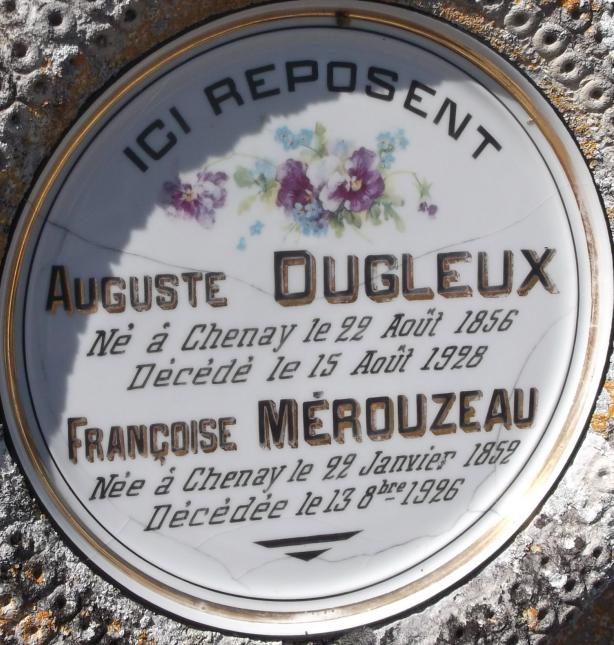 ICI REPOSENT
AUGUSTE DUGLEUX
Né à Chenay le 22 Août 1856
Décédé le 15 Août 1928
FRANÇOISE MÉROUZEAU
Née à Chenay le 22 Janvier 1852
Décédée le 13 8bre 1926